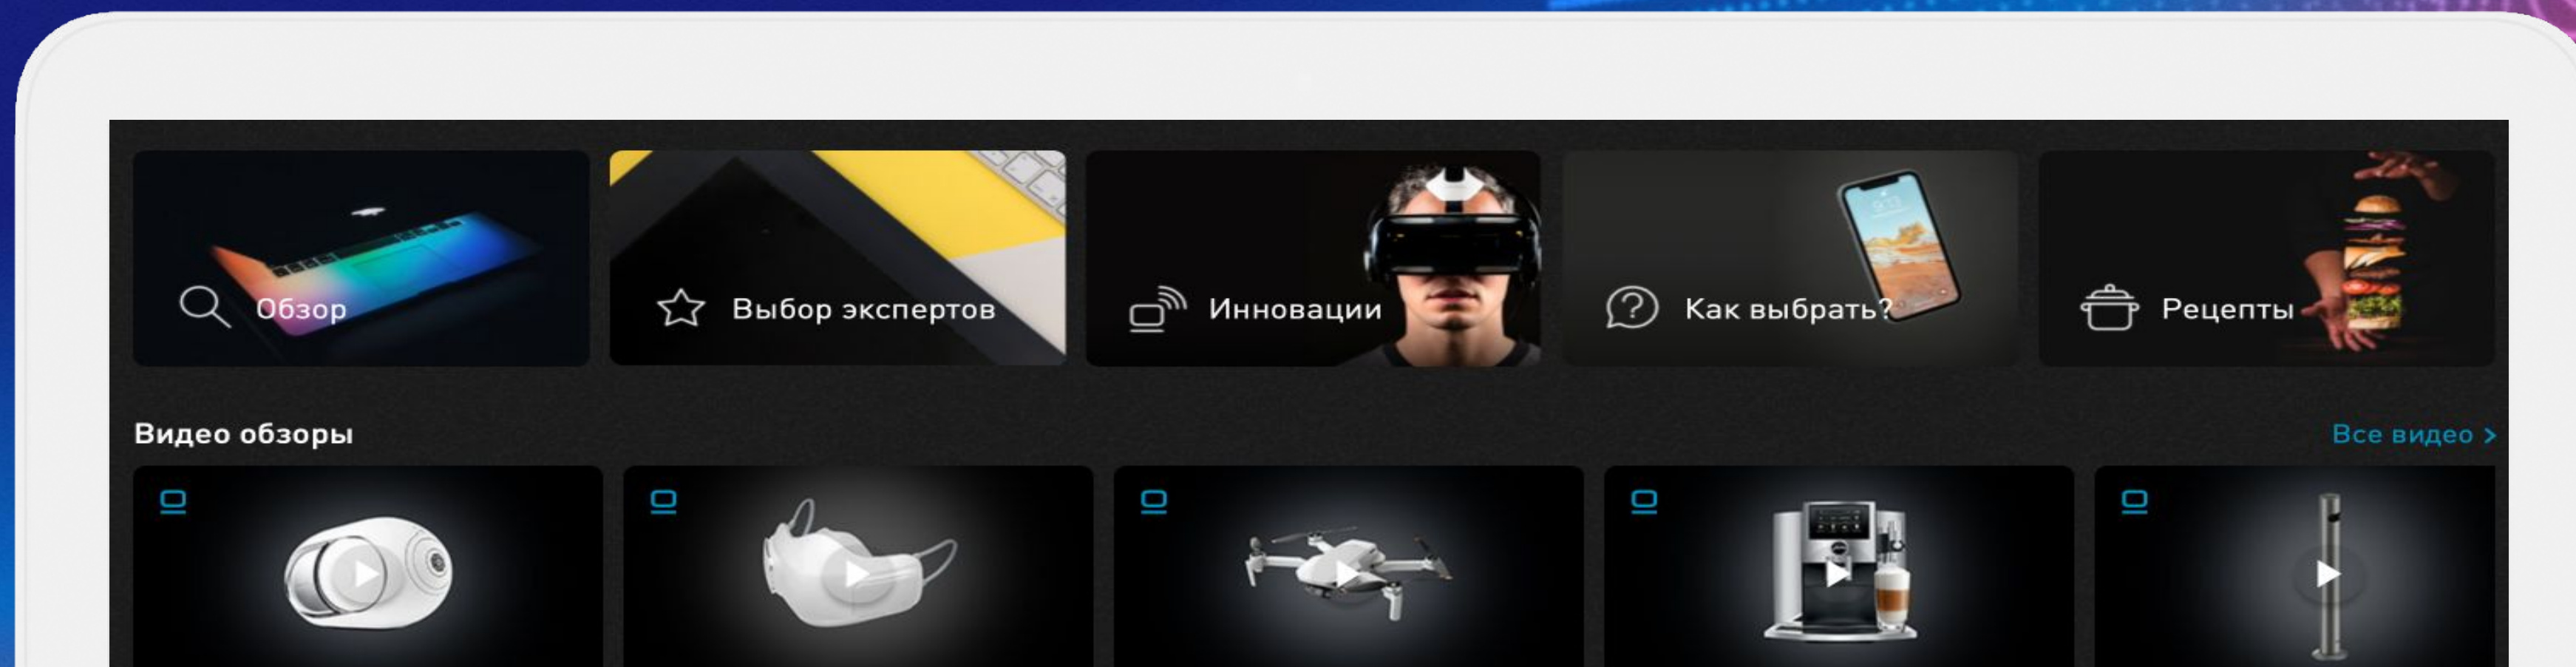 Обзор
Выбор экспертов
Инновации
Как выбрать?
Рецепты
Видео обзоры
Все видео >